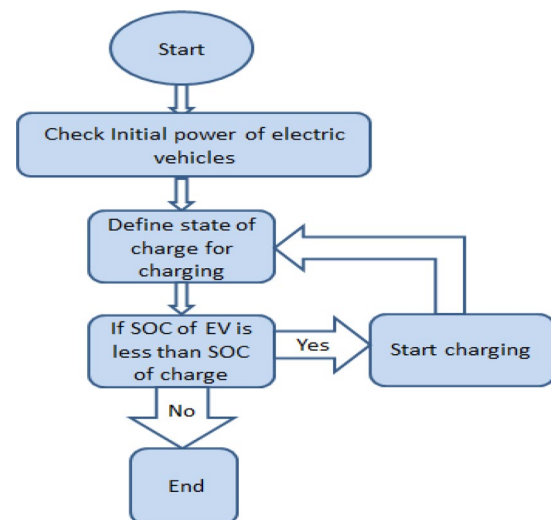 Start
Check Initial power of electric
vehicles
Define state of
charge for
charging
If SOC of EV is
less than SOC
of charge
Yes
Start charging
No
End